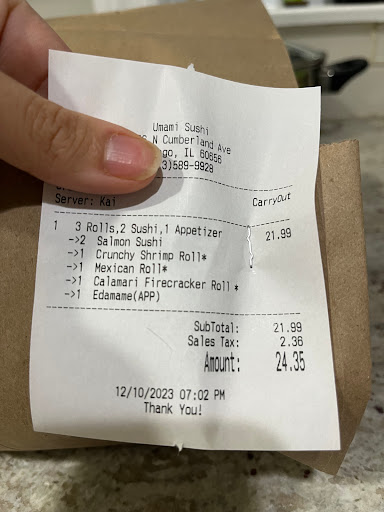 Umami Sushi
N Cumberland Ave
IL 60656
)589-9928
Server: Kai
CarryOut
1 3 Rolls,2 Sushi,1 Appetizer 21.99
->2 Salmon Sushi
->1 Crunchy Shrimp Roll*
->1 Mexican Roll*
->1 Calamari Firecracker Roll*
->1 Edamame(APP)
SubTotal: 21.99
Sales Tax: 2.36
Amount: 24.35
12/10/2023 07:02 PM
Thank You!